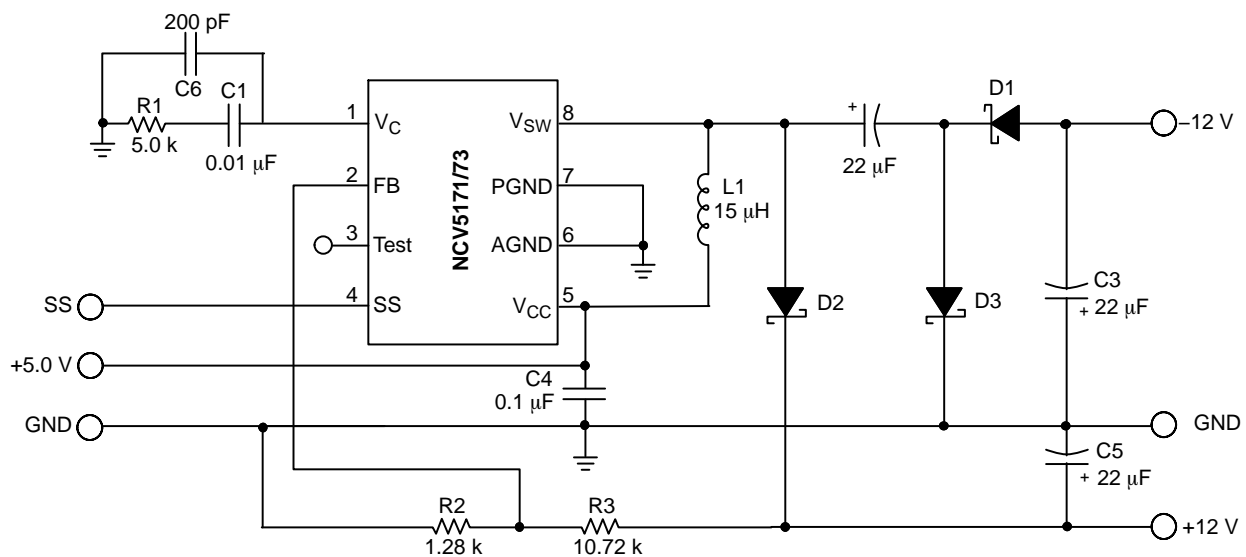 200 pF
C6
C1
R1
5.0 k
0.01 μF
1
V_C
2
FB
3
Test
4
SS
NCV5171/73
V_SW
8
PGND
7
AGND
6
V_CC
5
L1
15 μH
+
22 μF
D1
−12 V
D2
D3
C3
+
22 μF
SS
+5.0 V
C4
0.1 μF
GND
GND
C5
+
22 μF
R2
1.28 k
R3
10.72 k
+12 V